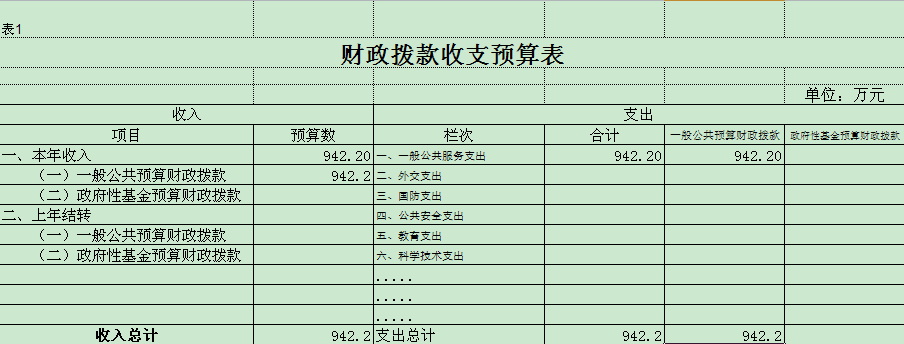 表1
财政拨款收支预算表
单位：万元
收入 支出
项目 预算数 栏次 合计 一般公共预算财政拨款 政府性基金预算财政拨款
一、本年收入 942.20 一、一般公共服务支出 942.20 942.20
（一）一般公共预算财政拨款 942.2 二、外交支出
（二）政府性基金预算财政拨款 三、国防支出
二、上年结转 四、公共安全支出
（一）一般公共预算财政拨款 五、教育支出
（二）政府性基金预算财政拨款 六、科学技术支出
.....
.....
.....
收入总计 942.2 支出总计 942.2 942.2